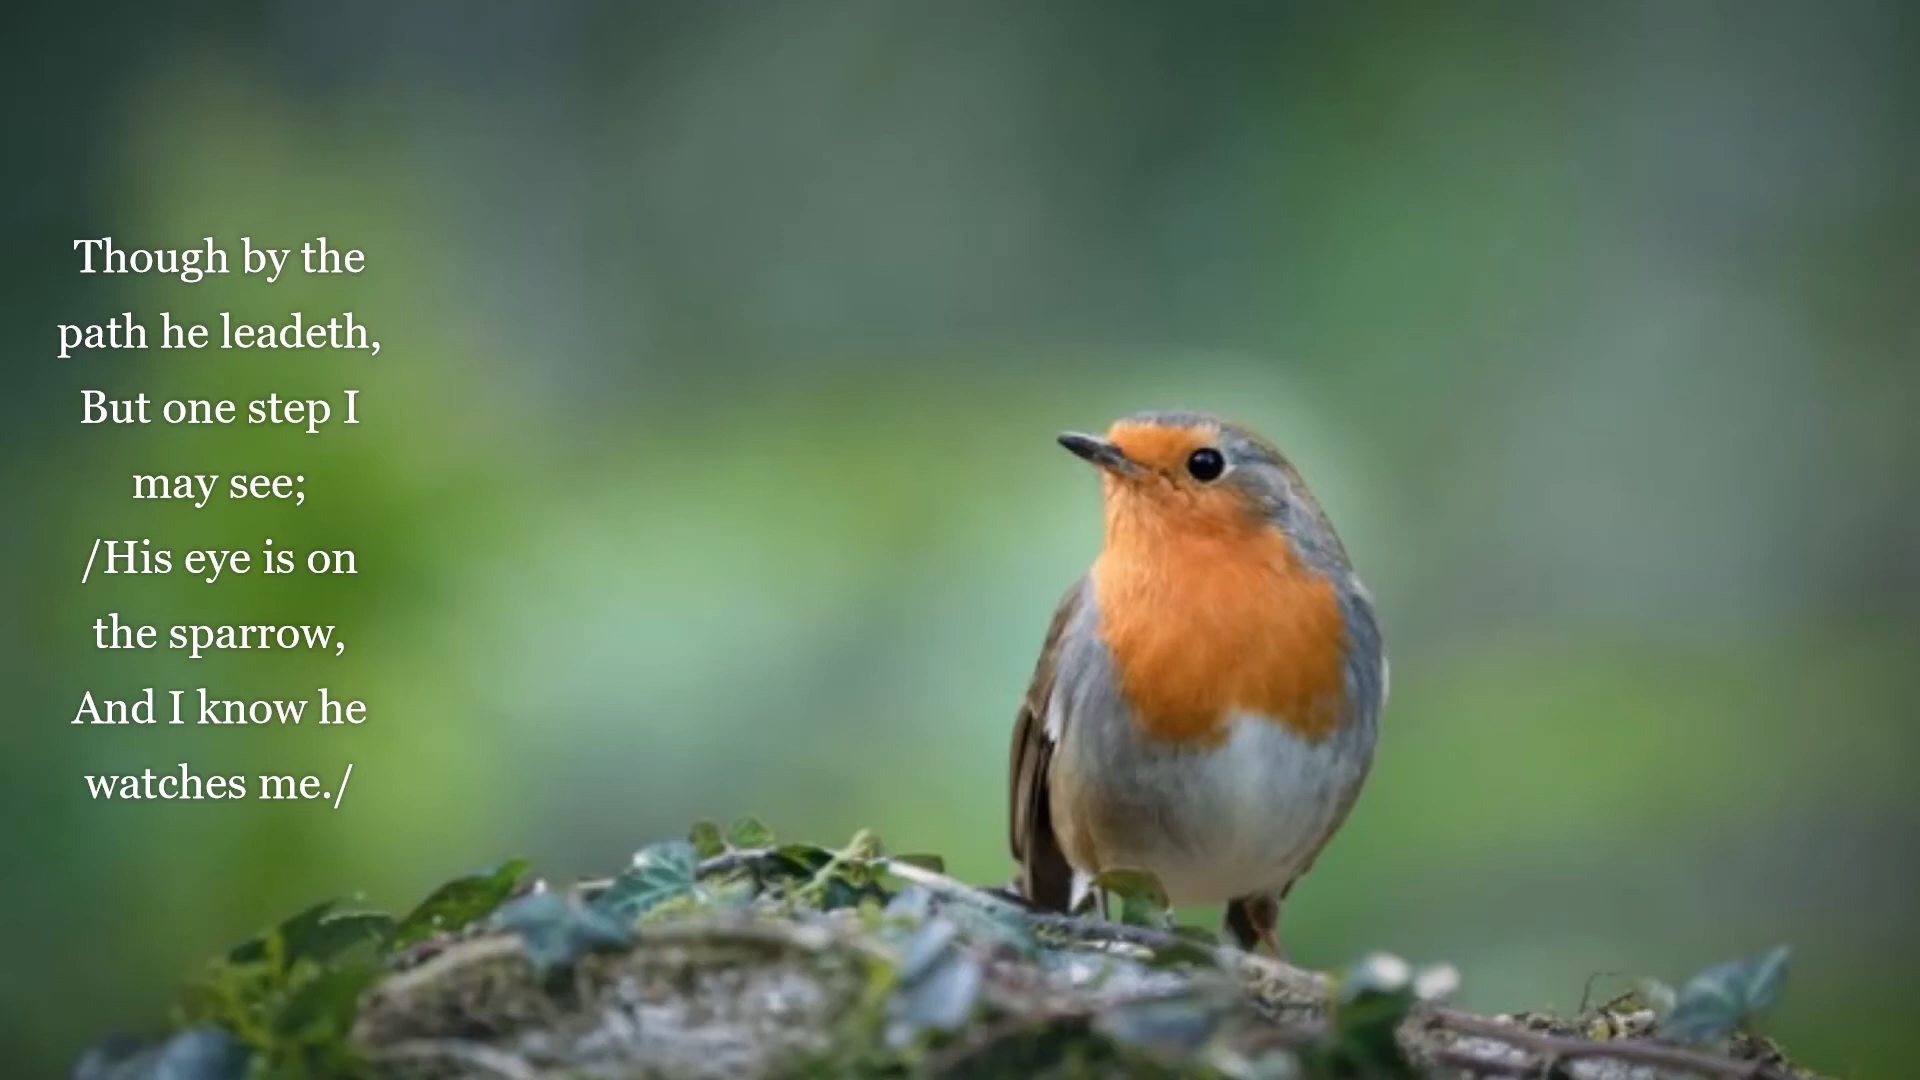 Though by the
path he leadeth,
But one step I
may see;
/His eye is on
the sparrow,
And I know he
watches me./